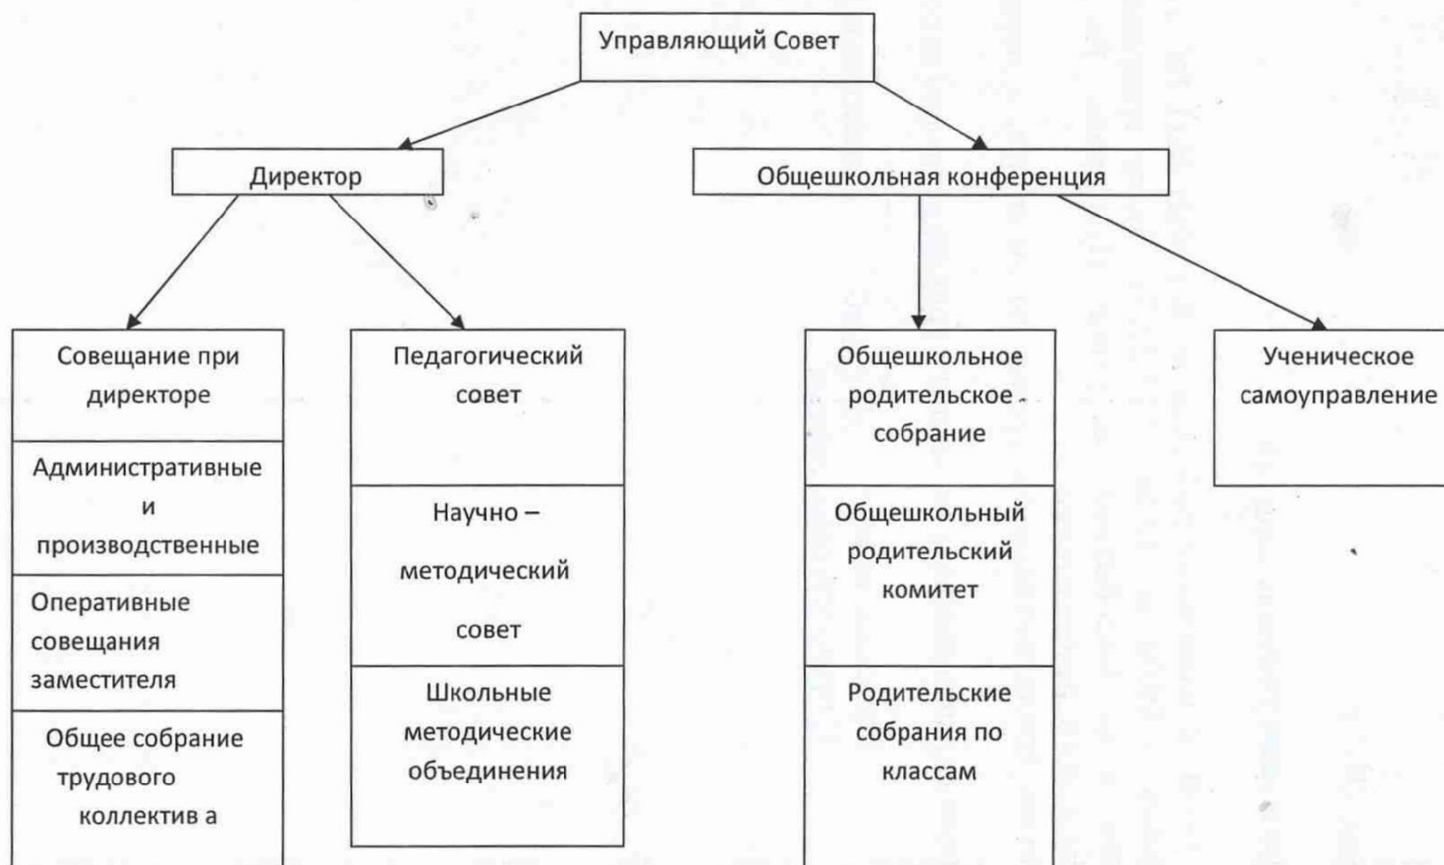 Управляющий Совет
Директор
Общешкольная конференция
Совещание при
директоре
Административные
и
производственные
Оперативные
совещания
заместителя
Общее собрание
трудового
коллектив а
Педагогический
совет
Научно –
методический
совет
Школьные
методические
объединения
Общешкольное
родительское
собрание
Общешкольный
родительский
комитет
Родительские
собрания по
классам
Ученическое
самоуправление